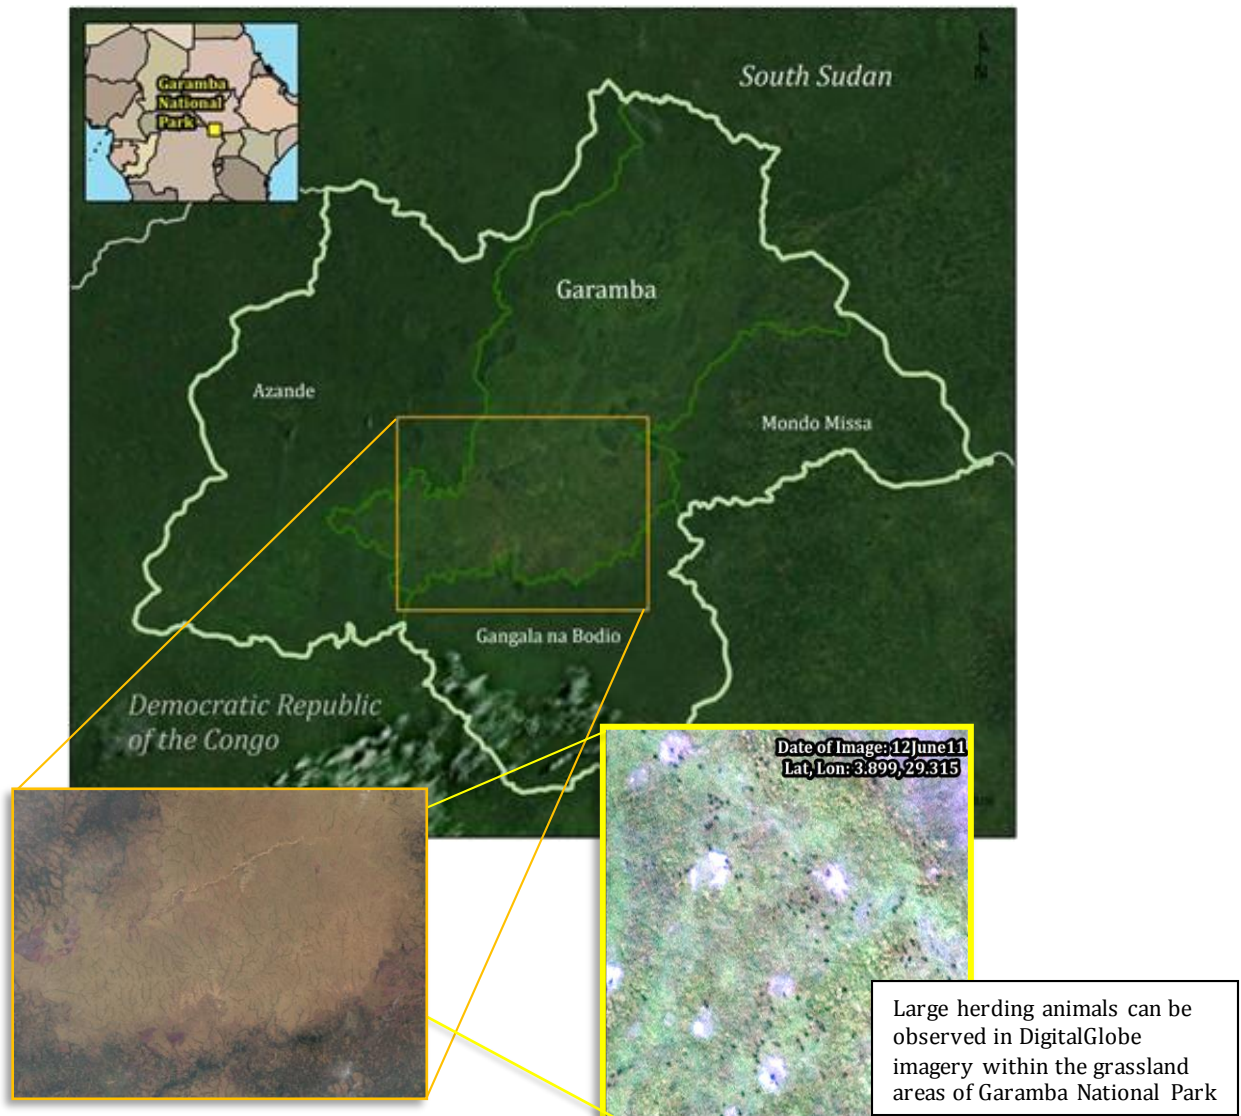 Garamba
National
Park
South Sudan
N
Garamba
Azande
Mondo Missa
Gangala na Bodio
Democratic Republic
of the Congo
Date of Image: 12June11
Lat, Lon: 3.899, 29.315
Large herding animals can be
observed in DigitalGlobe
imagery within the grassland
areas of Garamba National Park